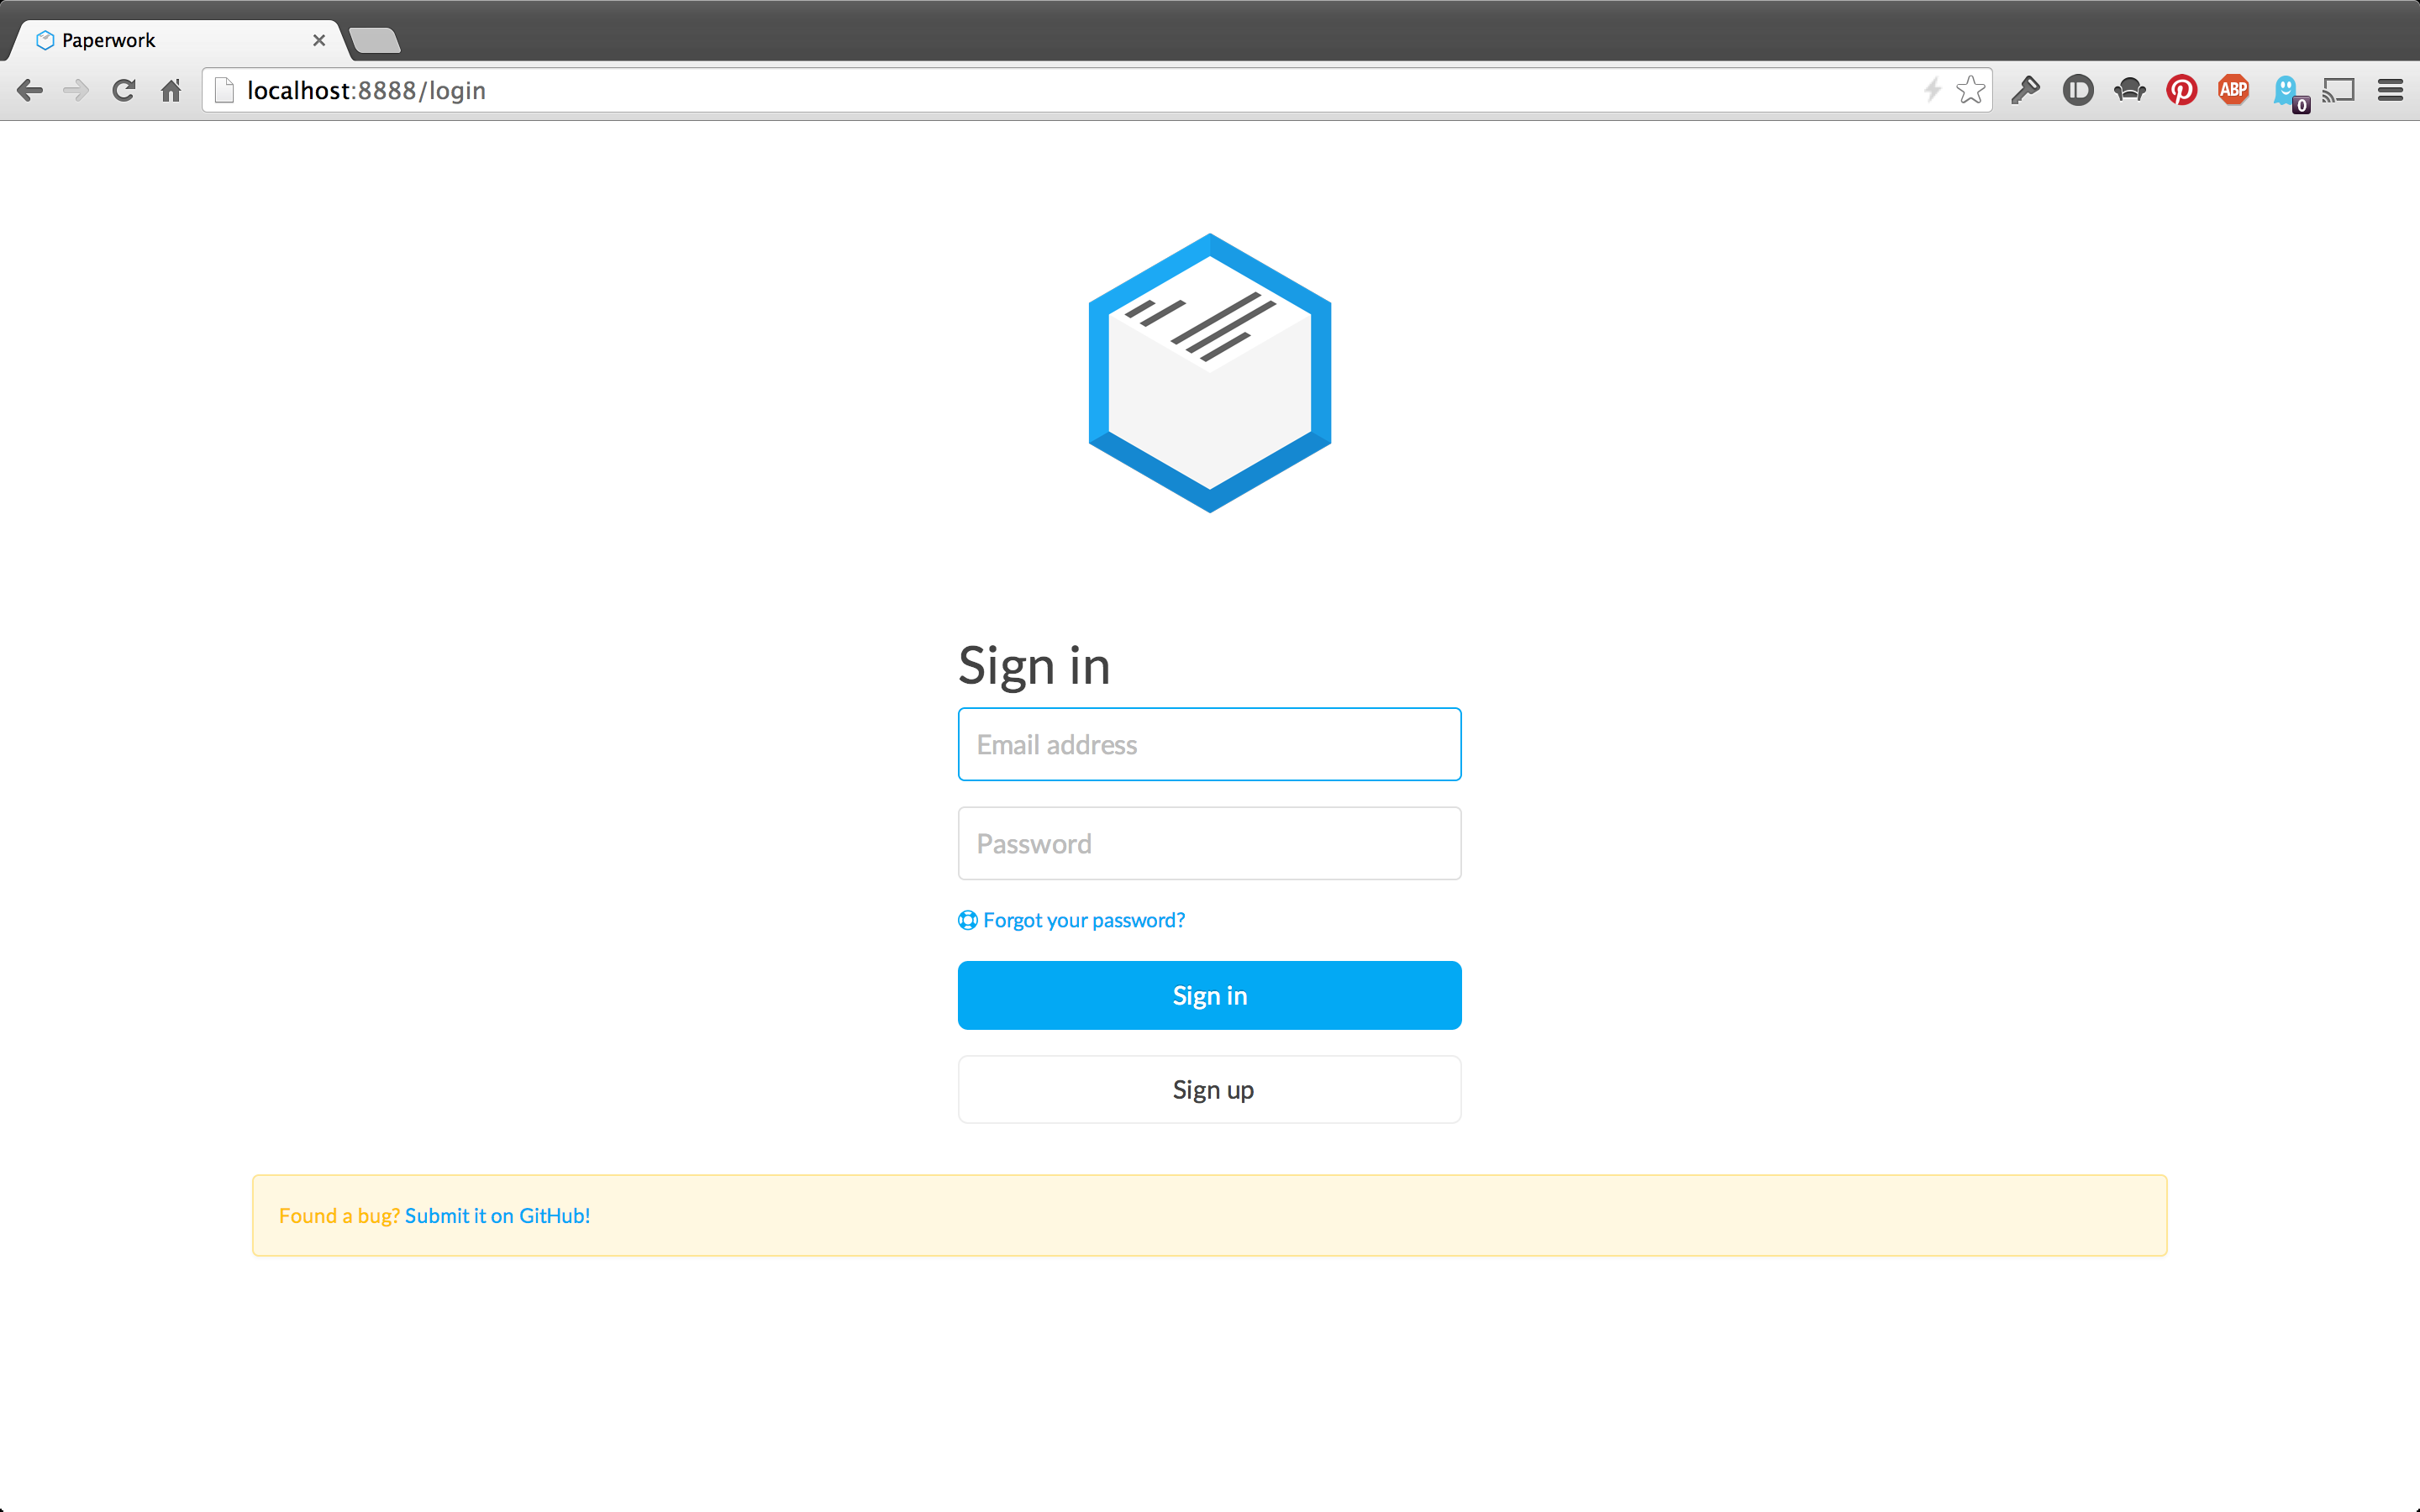 Paperwork
localhost:8888/login
ABP
0
Sign in
Email address
Password
Forgot your password?
Sign in
Sign up
Found a bug? Submit it on GitHub!